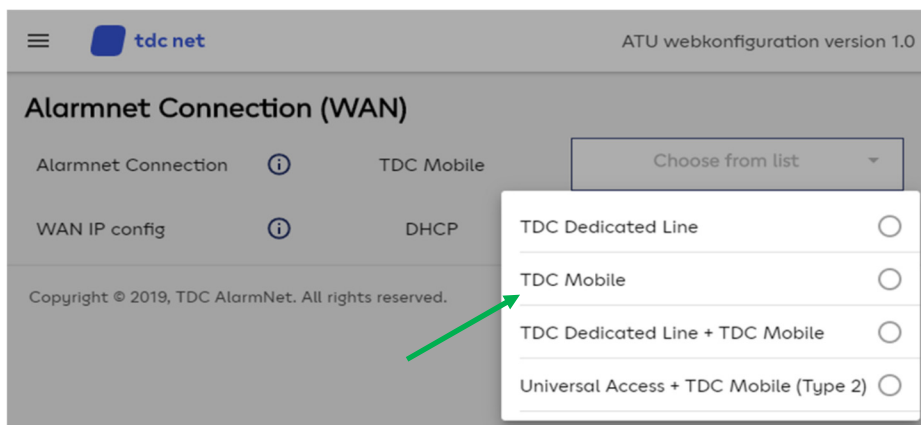 tdc net
ATU webkonfiguration version 1.0
Alarmnet Connection (WAN)
Alarmnet Connection TDC Mobile Choose from list
WAN IP config DHCP
TDC Dedicated Line
TDC Mobile
TDC Dedicated Line + TDC Mobile
Universal Access + TDC Mobile (Type 2)
Copyright © 2019, TDC AlarmNet. All rights reserved.